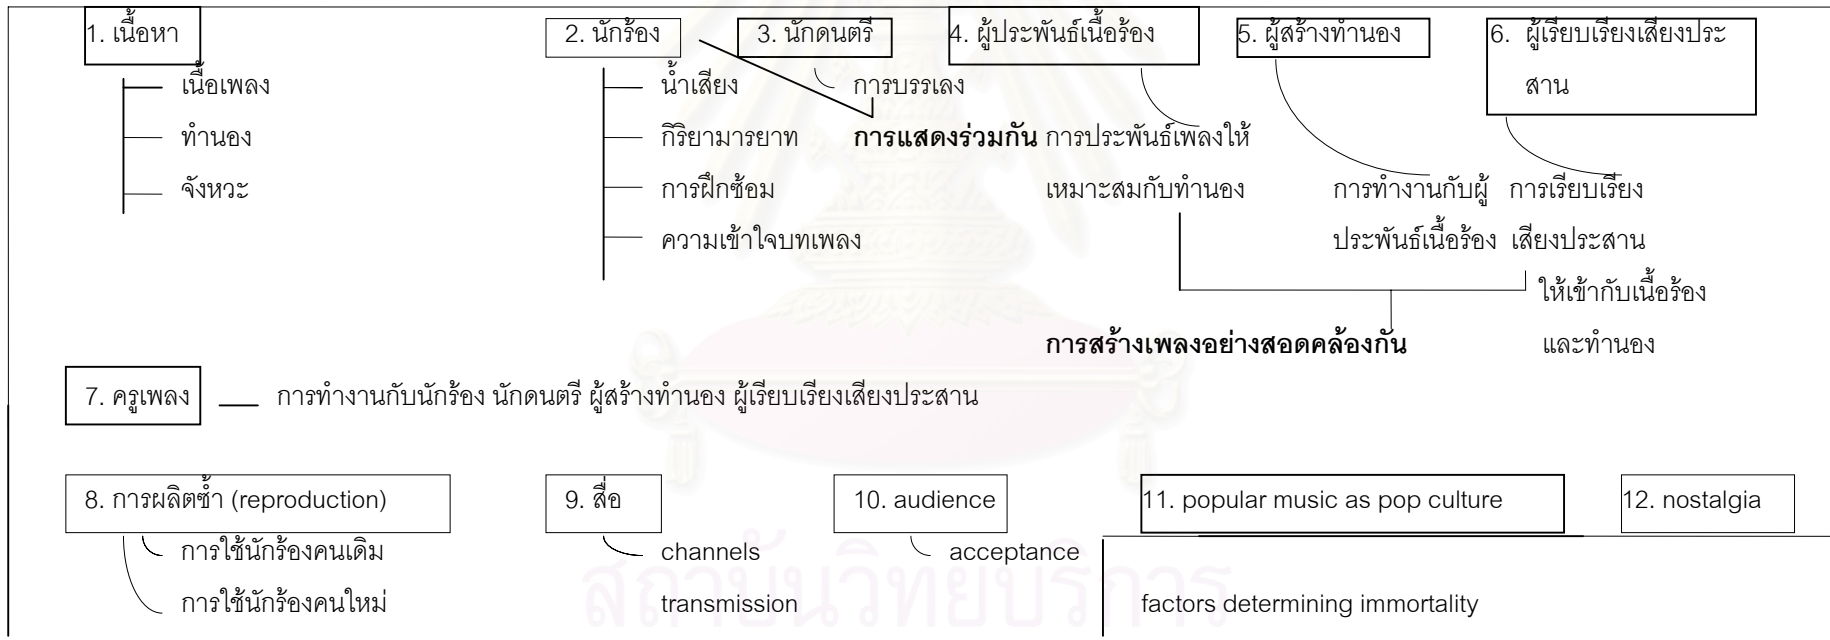 1. เนื้อหา
2. นักร้อง
3. นักดนตรี
4. ผู้ประพันธ์เนื้อร้อง
5. ผู้สร้างทำนอง
6. ผู้เรียบเรียงเสียงประ
สาน
เนื้อเพลง
น้ำเสียง
การบรรเลง
ทำนอง
กิริยามารยาท
การแสดงร่วมกัน
การประพันธ์เพลงให้
จังหวะ
การฝึกซ้อม
เหมาะสมกับทำนอง
การทำงานกับผู้
การเรียบเรียง
ความเข้าใจบทเพลง
ประพันธ์เนื้อร้อง
เสียงประสาน
ให้เข้ากับเนื้อร้อง
การสร้างเพลงอย่างสอดคล้องกัน
และทำนอง
7. ครูเพลง
การทำงานกับนักร้อง นักดนตรี ผู้สร้างทำนอง ผู้เรียบเรียงเสียงประสาน
8. การผลิตซ้ำ (reproduction)
9. สื่อ
10. audience
11. popular music as pop culture
12. nostalgia
การใช้นักร้องคนเดิม
channels
acceptance
การใช้นักร้องคนใหม่
transmission
factors determining immortality
สถาบันวิทยบริการ